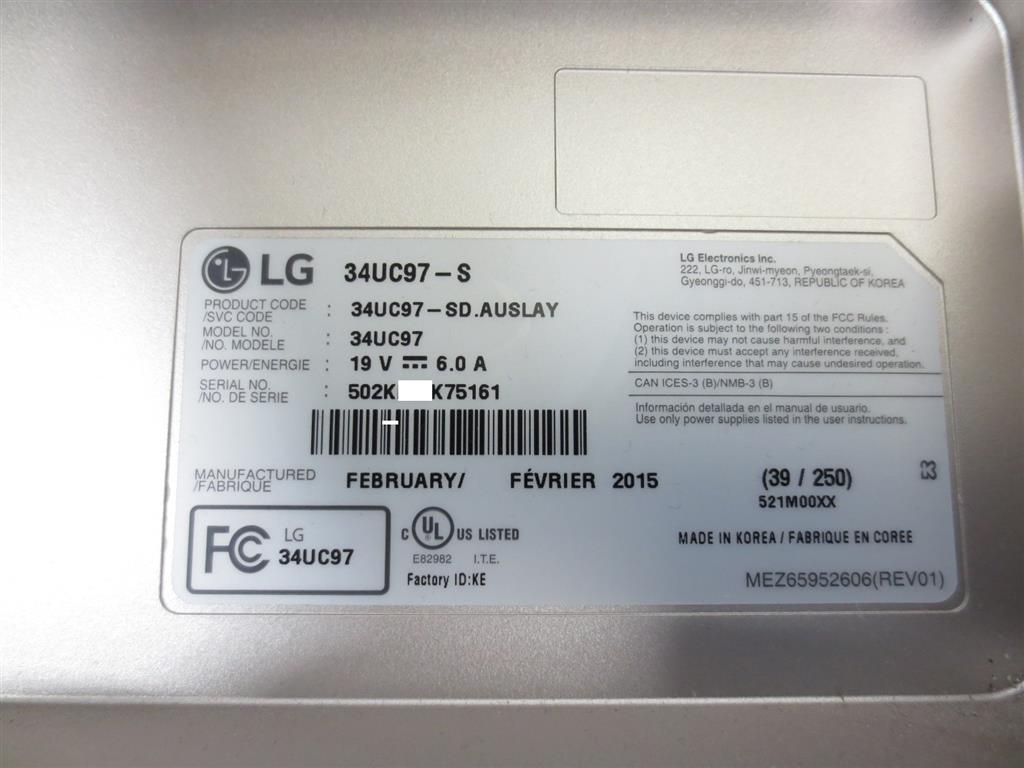 LG 34UC97-S
PRODUCT CODE
/SVC CODE : 34UC97-SD.AUSLAY
MODEL NO.
/NO. MODELE : 34UC97
POWER/ENERGIE : 19 V ⎓ 6.0 A
SERIAL NO.
/NO. DE SERIE : 502K K75161
MANUFACTURED
/FABRIQUE FEBRUARY/ FÉVRIER 2015
(39 / 250)
521M00XX
LG Electronics Inc.
222, LG-ro, Jinwi-myeon, Pyeongtaek-si,
Gyeonggi-do, 451-713, REPUBLIC OF KOREA
This device complies with part 15 of the FCC Rules.
Operation is subject to the following two conditions :
(1) this device may not cause harmful interference, and
(2) this device must accept any interference received,
including interference that may cause undesired operation.
CAN ICES-3 (B)/NMB-3 (B)
Información detallada en el manual de usuario.
Use only power supplies listed in the user instructions.
FC LG
34UC97
C UL US LISTED
E82982 I.T.E.
Factory ID:KE
MADE IN KOREA / FABRIQUE EN COREE
MEZ65952606(REV01)